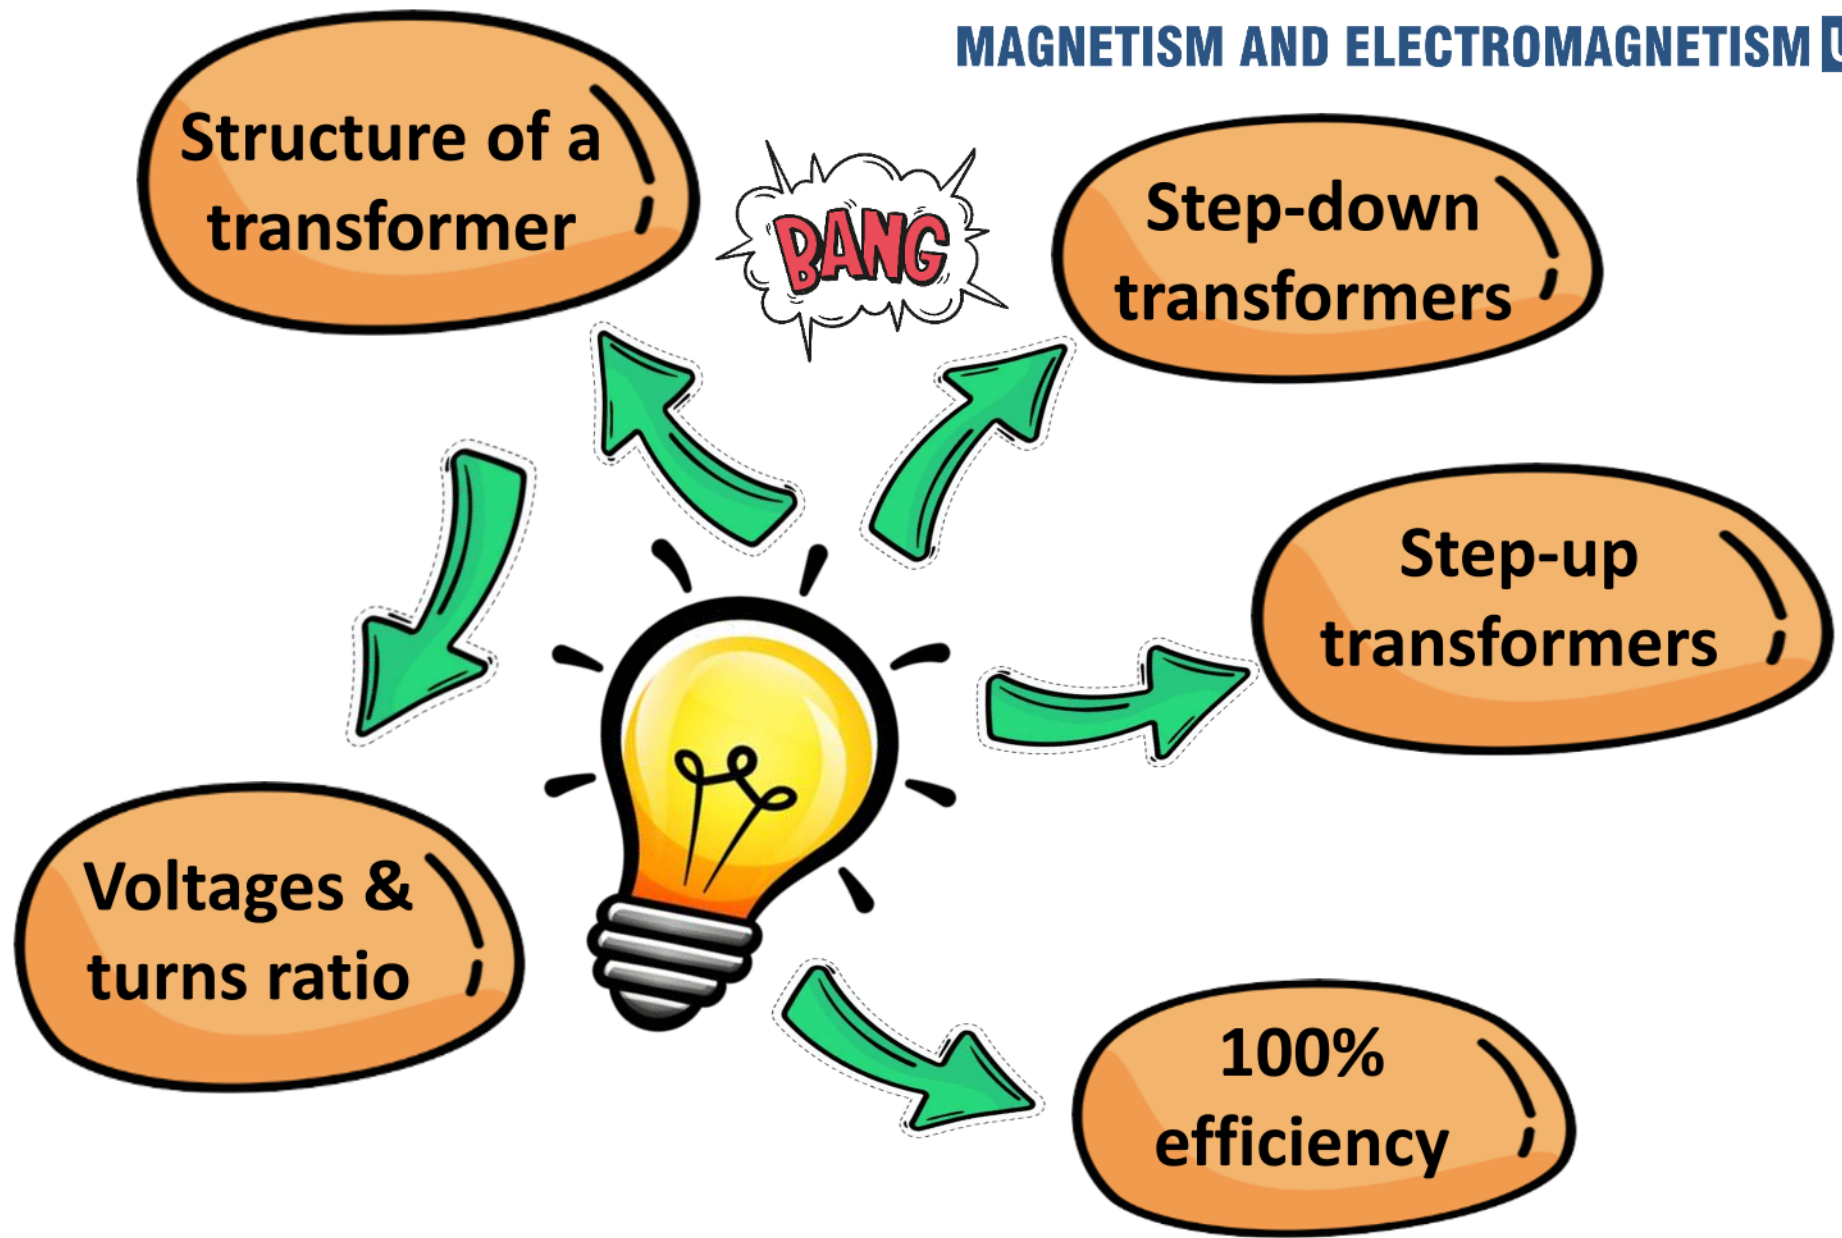 MAGNETISM AND ELECTROMAGNETISM
Structure of a
transformer
BANG
Step-down
transformers
Step-up
transformers
Voltages &
turns ratio
100%
efficiency